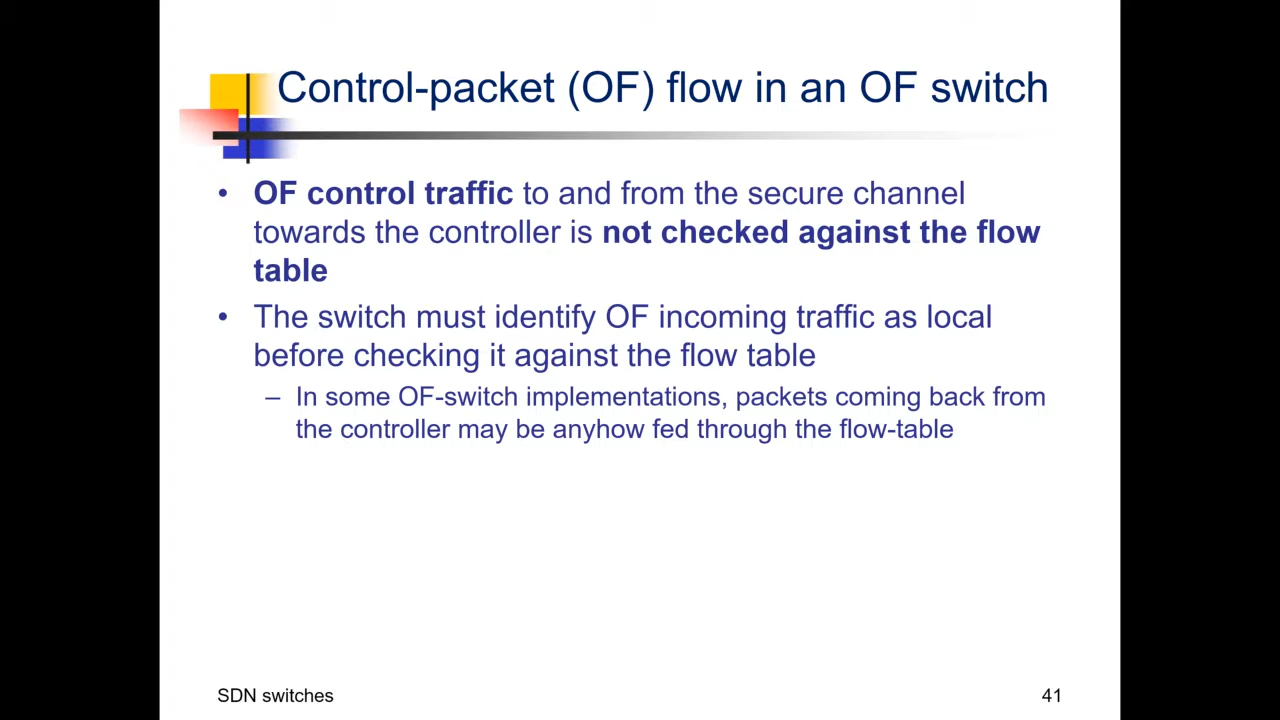 Control-packet (OF) flow in an OF switch
• OF control traffic to and from the secure channel
towards the controller is not checked against the flow
table
• The switch must identify OF incoming traffic as local
before checking it against the flow table
– In some OF-switch implementations, packets coming back from
the controller may be anyhow fed through the flow-table
SDN switches
41